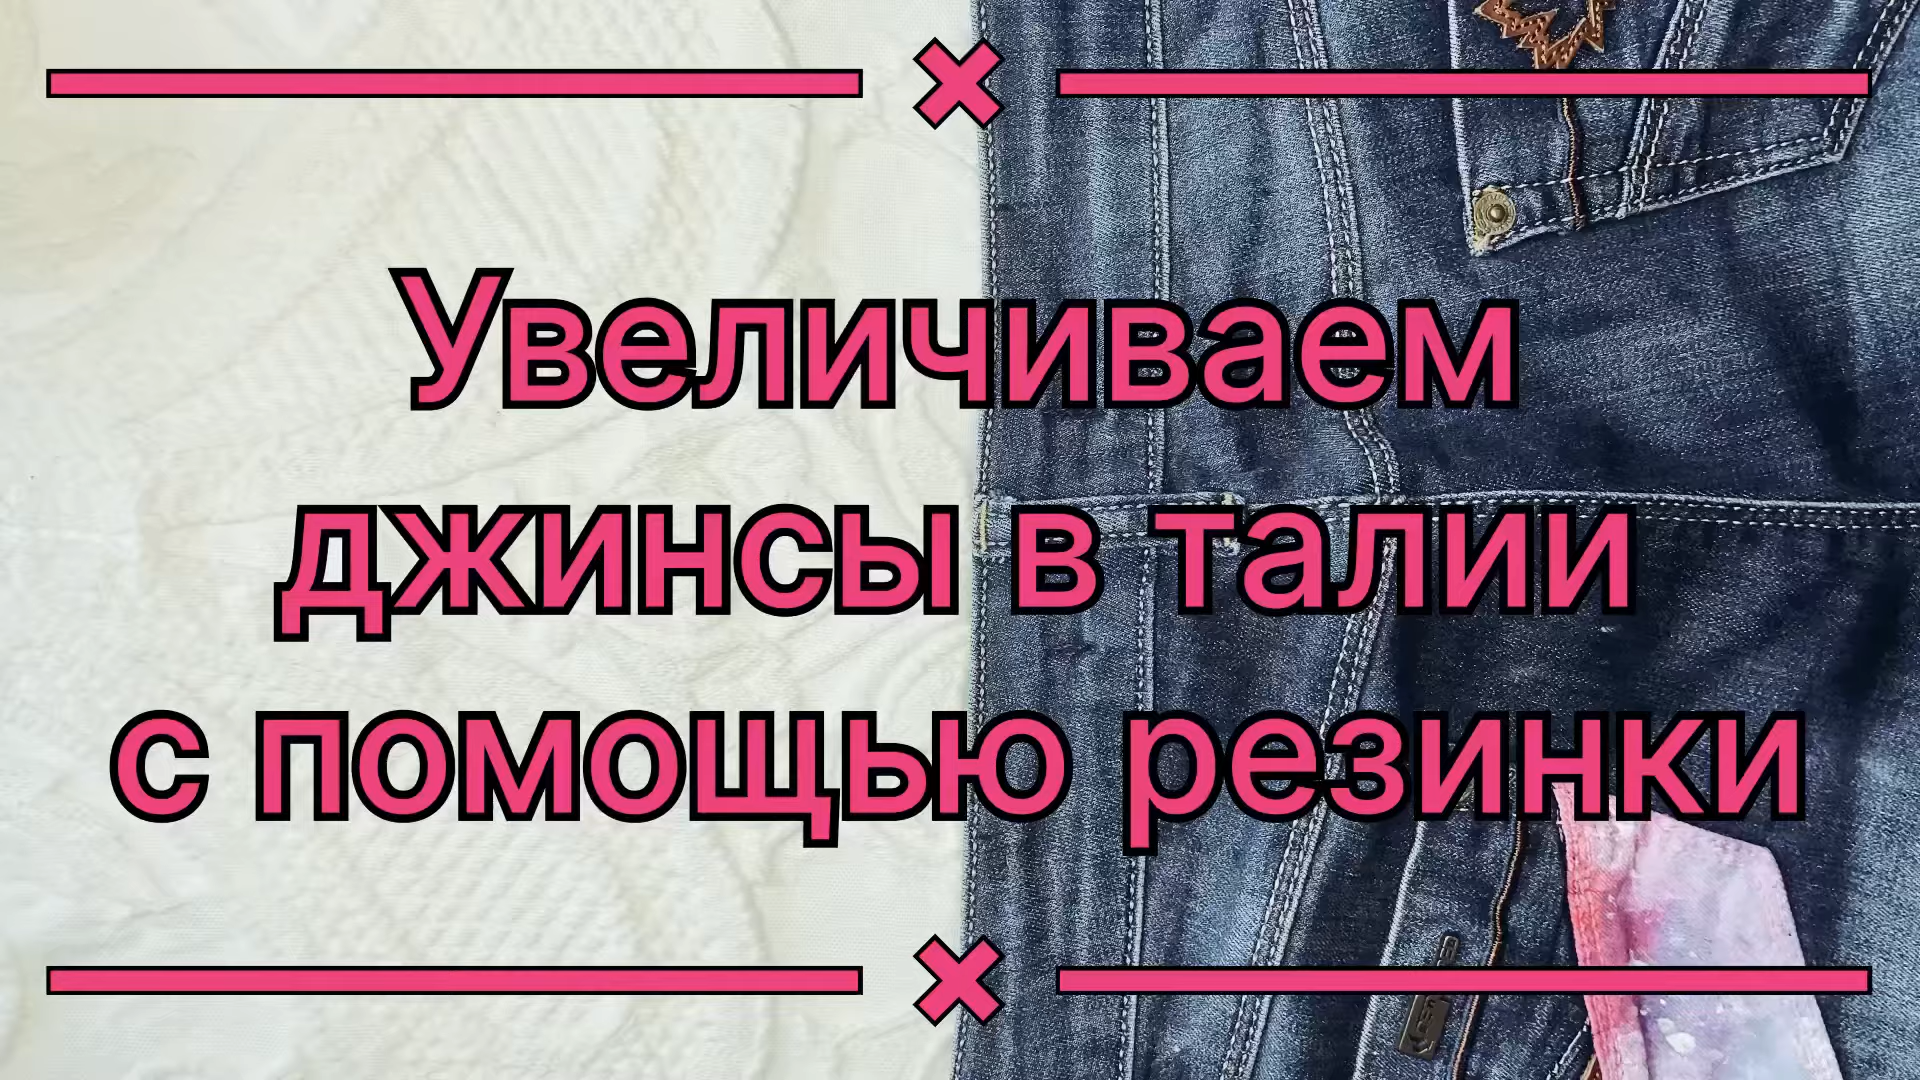 Увеличиваем
джинсы в талии
с помощью резинки